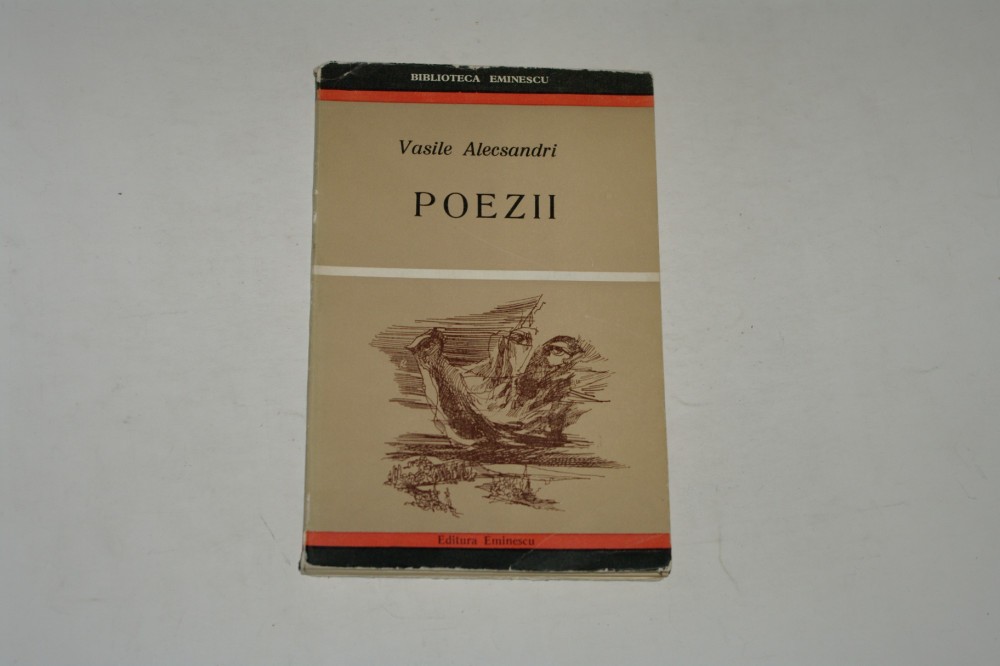 BIBLIOTECA EMINESCU
Vasile Alecsandri
POEZII
Editura Eminescu